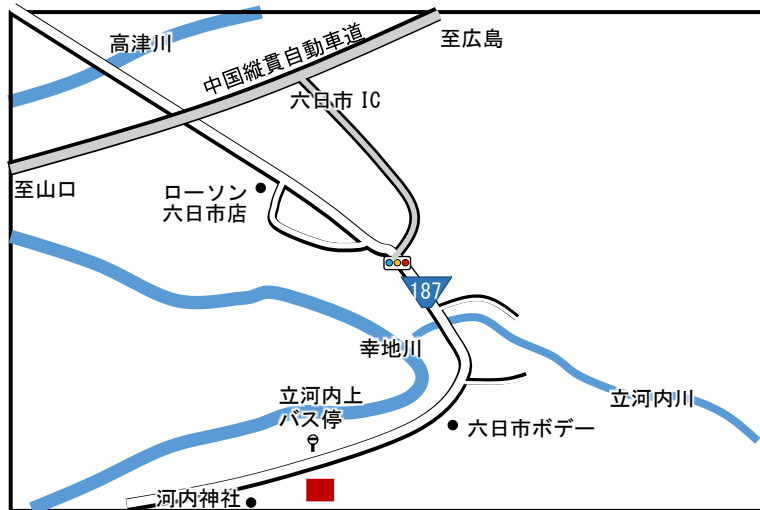 高津川
中国縦貫自動車道
至広島
六日市 IC
至山口
ローソン
六日市店
187
幸地川
立河内上
バス停
立河内川
六日市ボデー
河内神社